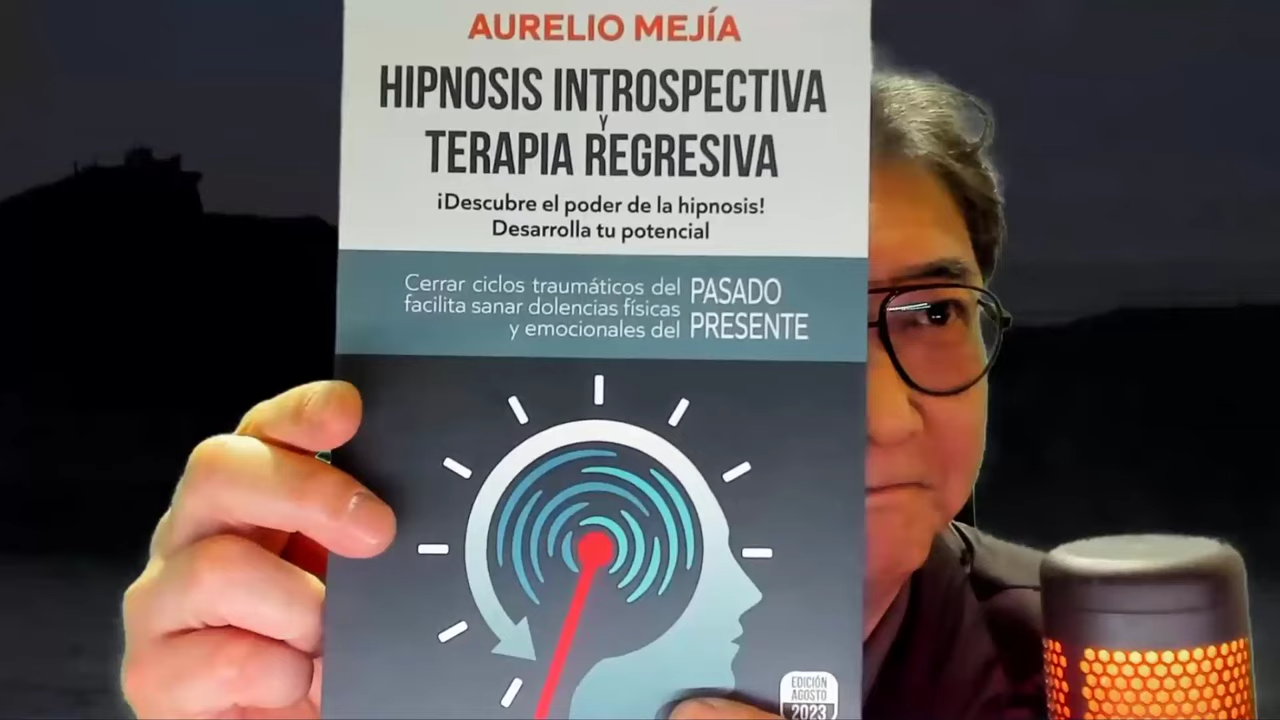 AURELIO MEJÍA
HIPNOSIS INTROSPECTIVA
Y
TERAPIA REGRESIVA
¡Descubre el poder de la hipnosis!
Desarrolla tu potencial
Cerrar ciclos traumáticos del PASADO
facilita sanar dolencias físicas
y emocionales del PRESENTE
EDICIÓN
AGOSTO
2023